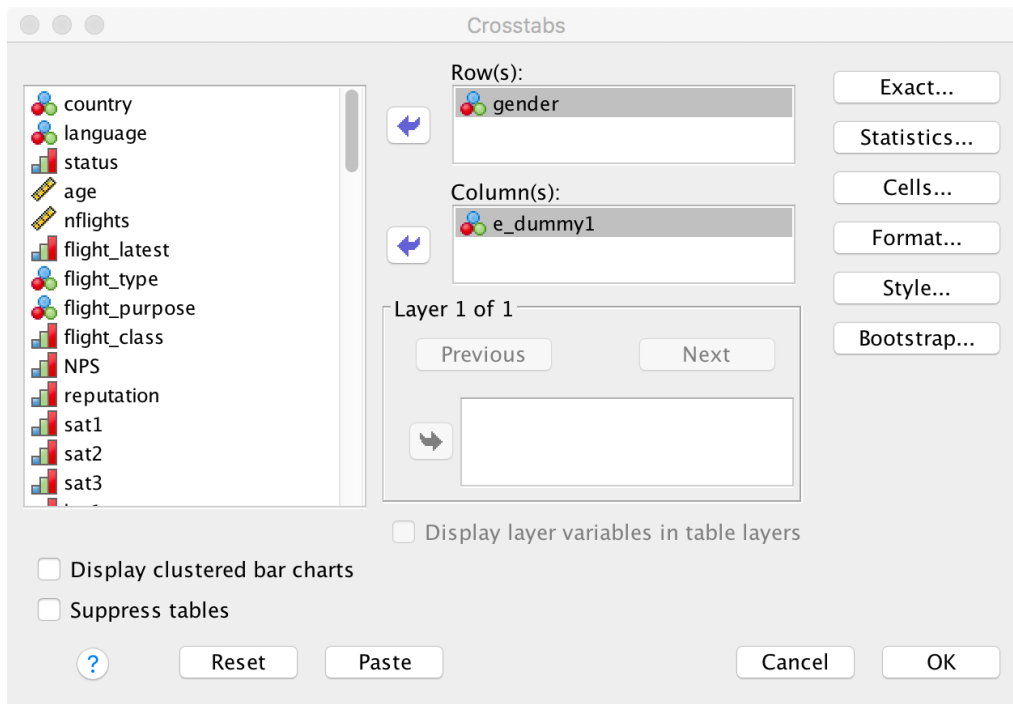 Crosstabs
country
language
status
age
nflights
flight_latest
flight_type
flight_purpose
flight_class
NPS
reputation
sat1
sat2
sat3
Row(s):
gender
Column(s):
e_dummy1
Layer 1 of 1
Previous
Next
Display layer variables in table layers
Exact...
Statistics...
Cells...
Format...
Style...
Bootstrap...
Display clustered bar charts
Suppress tables
?
Reset
Paste
Cancel
OK